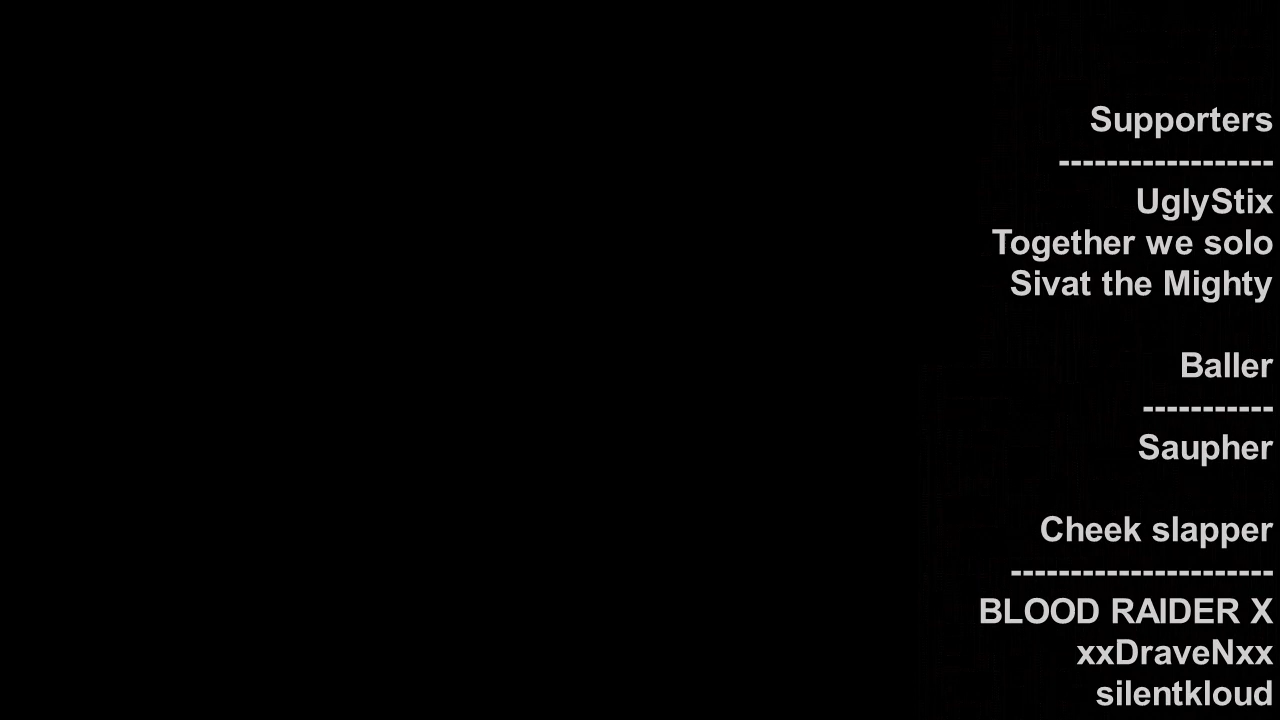 Supporters
------------------
UglyStix
Together we solo
Sivat the Mighty
Baller
-----------
Saupher
Cheek slapper
----------------------
BLOOD RAIDER X
xxDraveNxx
silentkloud